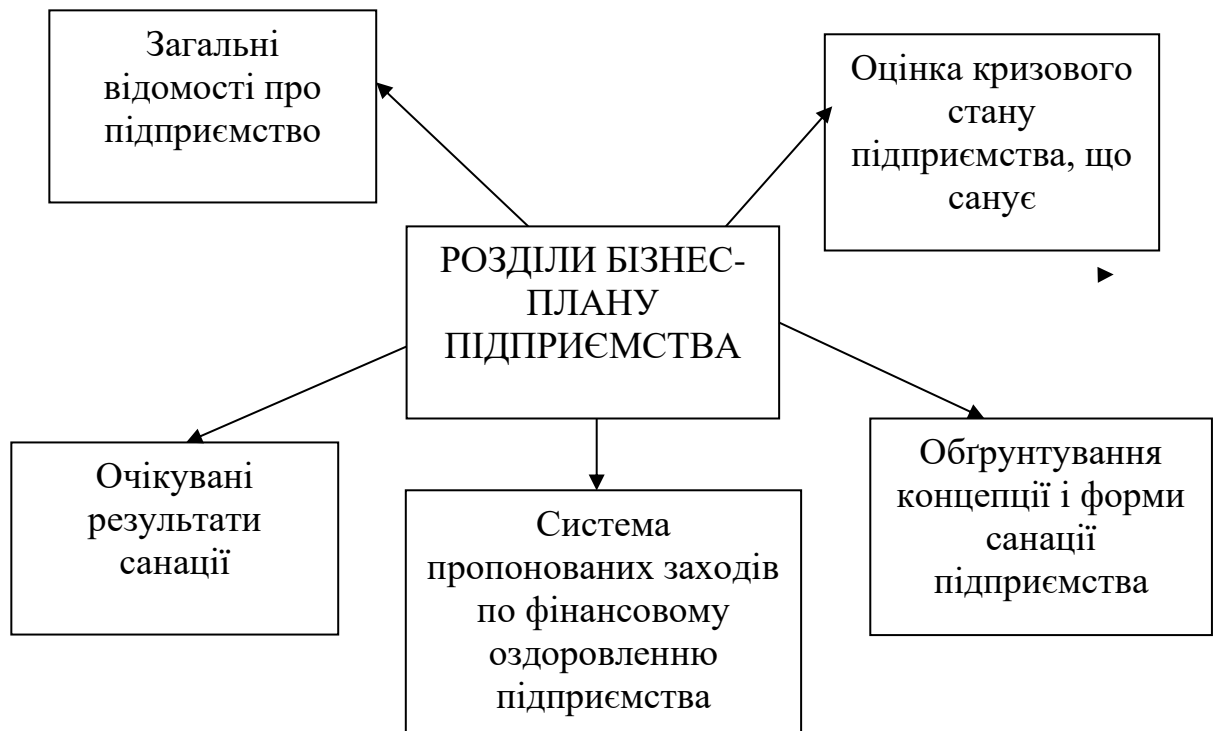 Загальні
відомості про
підприємство
Оцінка кризового
стану
підприємства, що
санує
РОЗДІЛИ БІЗНЕС-
ПЛАНУ
ПІДПРИЄМСТВА
Очікувані
результати
санації
Система
пропонованих заходів
по фінансовому
оздоровленню
підприємства
Обґрунтування
концепції і форми
санації
підприємства